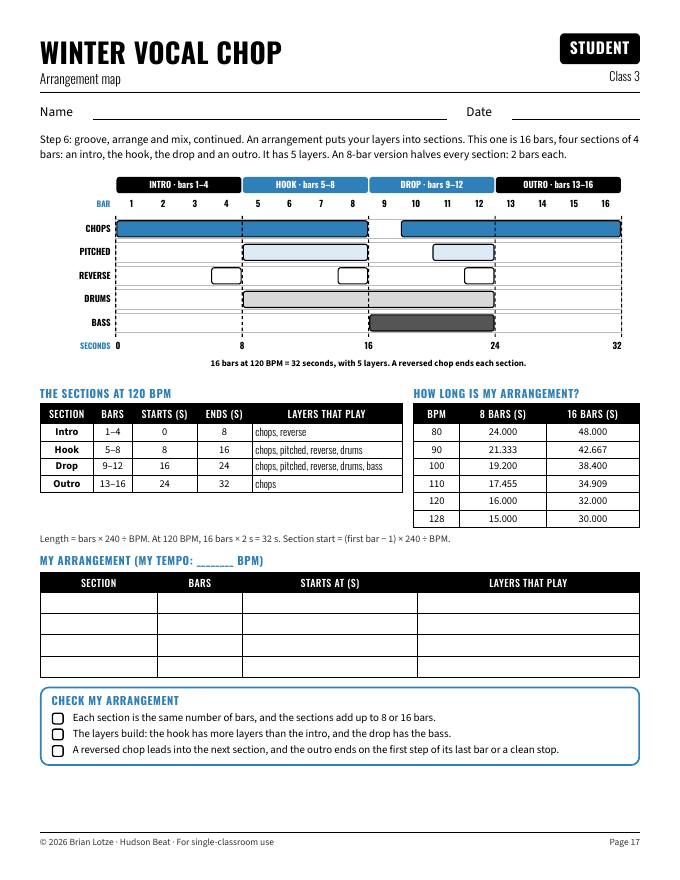 WINTER VOCAL CHOP
STUDENT
Arrangement map
Class 3
Name
Date
Step 6: groove, arrange and mix, continued. An arrangement puts your layers into sections. This one is 16 bars, four sections of 4
bars: an intro, the hook, the drop and an outro. It has 5 layers. An 8-bar version halves every section: 2 bars each.
INTRO · bars 1–4 HOOK · bars 5–8 DROP · bars 9–12 OUTRO · bars 13–16
BAR 1 2 3 4 5 6 7 8 9 10 11 12 13 14 15 16
CHOPS
PITCHED
REVERSE
DRUMS
BASS
SECONDS 0 8 16 24 32
16 bars at 120 BPM = 32 seconds, with 5 layers. A reversed chop ends each section.
THE SECTIONS AT 120 BPM
SECTION BARS STARTS (S) ENDS (S) LAYERS THAT PLAY
Intro 1–4 0 8 chops, reverse
Hook 5–8 8 16 chops, pitched, reverse, drums
Drop 9–12 16 24 chops, pitched, reverse, drums, bass
Outro 13–16 24 32 chops
HOW LONG IS MY ARRANGEMENT?
BPM 8 BARS (S) 16 BARS (S)
80 24.000 48.000
90 21.333 42.667
100 19.200 38.400
110 17.455 34.909
120 16.000 32.000
128 15.000 30.000
Length = bars × 240 ÷ BPM. At 120 BPM, 16 bars × 2 s = 32 s. Section start = (first bar − 1) × 240 ÷ BPM.
MY ARRANGEMENT (MY TEMPO: ________ BPM)
SECTION BARS STARTS AT (S) LAYERS THAT PLAY
CHECK MY ARRANGEMENT
Each section is the same number of bars, and the sections add up to 8 or 16 bars.
The layers build: the hook has more layers than the intro, and the drop has the bass.
A reversed chop leads into the next section, and the outro ends on the first step of its last bar or a clean stop.
© 2026 Brian Lotze · Hudson Beat · For single-classroom use
Page 17